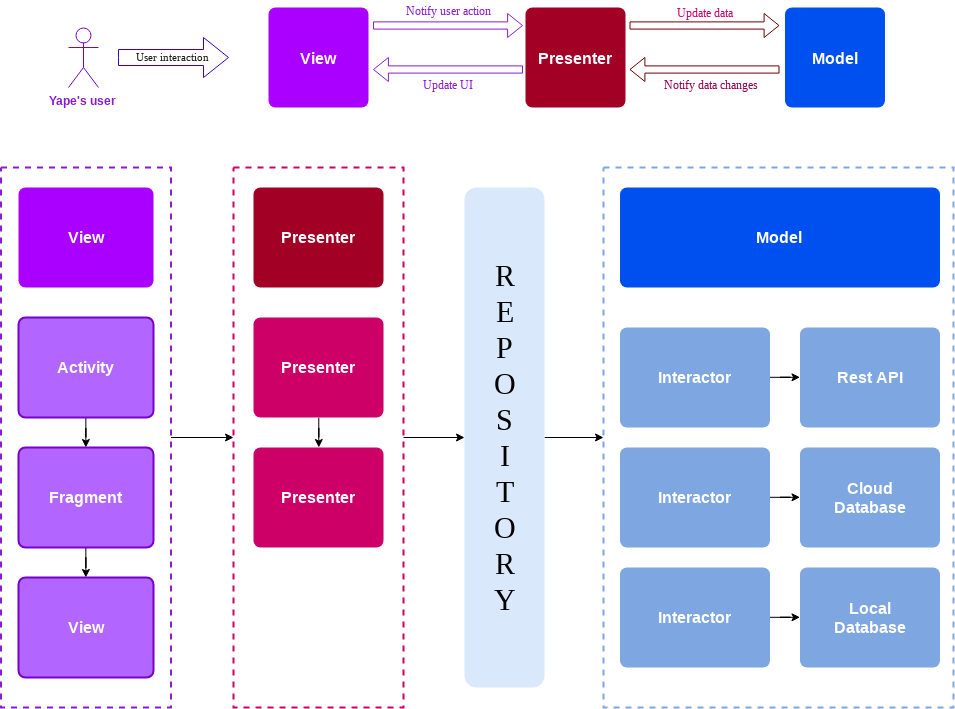 Notify user action
Update data
User interaction
View
Presenter
Model
Update UI
Notify data changes
Yape's user
View
Presenter
Model
R
E
P
O
S
I
T
O
R
Y
Activity
Presenter
Interactor
Rest API
Fragment
Presenter
Interactor
Cloud
Database
View
Interactor
Local
Database